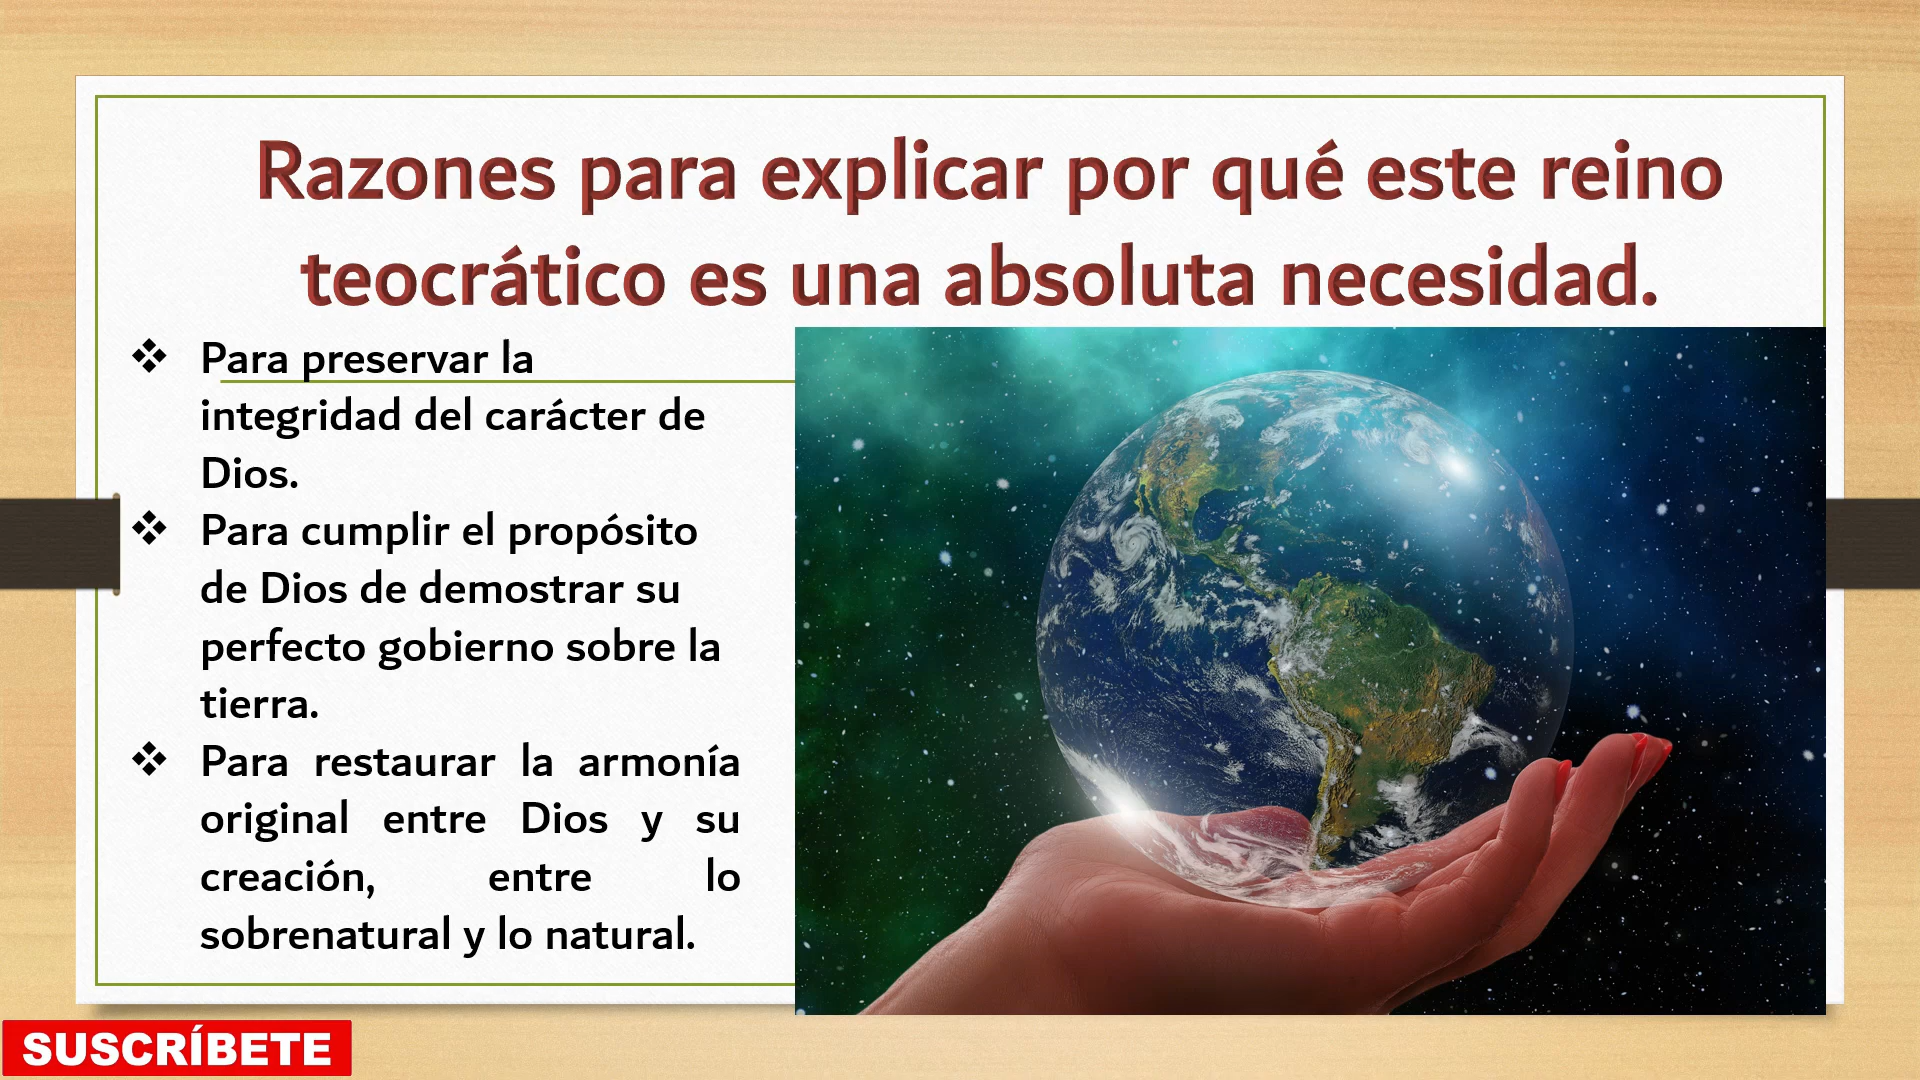 Razones para explicar por qué este reino
teocrático es una absoluta necesidad.
❖ Para preservar la
integridad del carácter de
Dios.
❖ Para cumplir el propósito
de Dios de demostrar su
perfecto gobierno sobre la
tierra.
❖ Para restaurar la armonía
original entre Dios y su
creación, entre lo
sobrenatural y lo natural.
SUSCRÍBETE